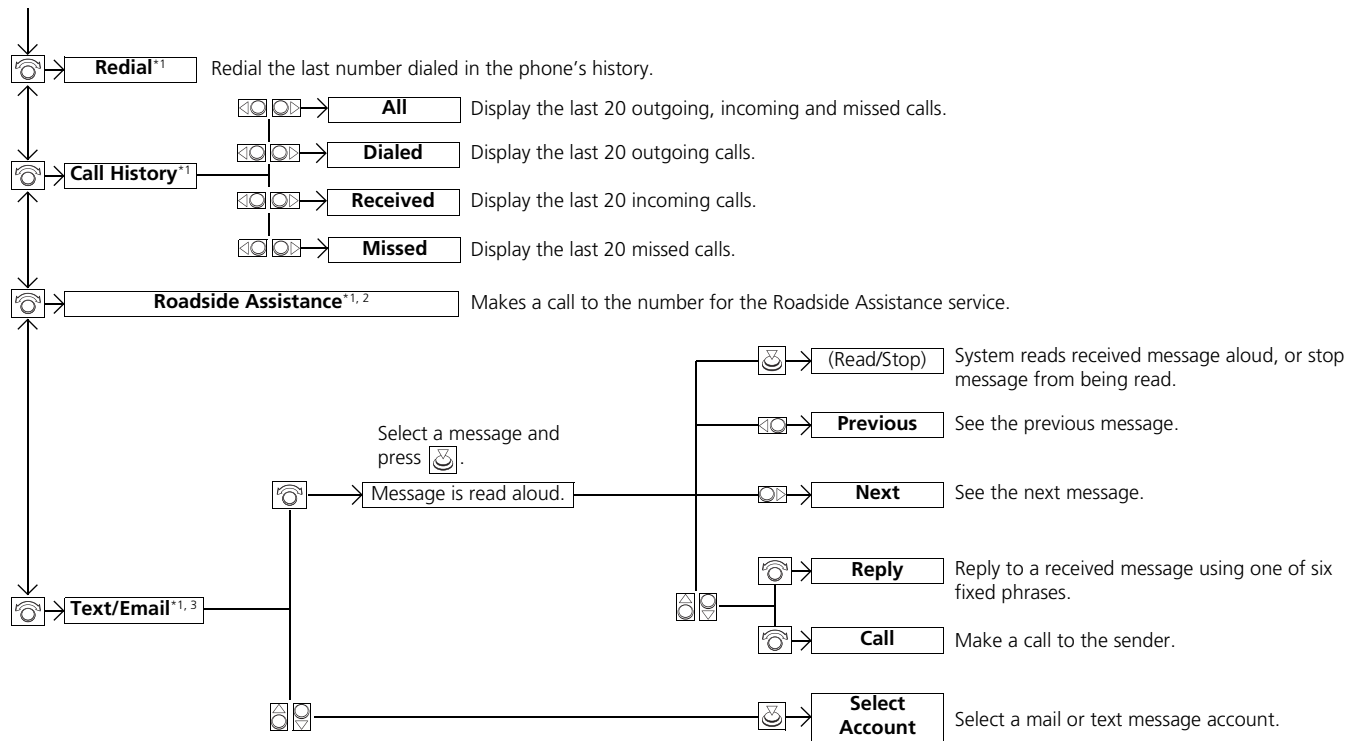 Redial*1 Redial the last number dialed in the phone's history.
All Display the last 20 outgoing, incoming and missed calls.
Dialed Display the last 20 outgoing calls.
Call History*1
Received Display the last 20 incoming calls.
Missed Display the last 20 missed calls.
Roadside Assistance*1, 2 Makes a call to the number for the Roadside Assistance service.
(Read/Stop) System reads received message aloud, or stop
message from being read.
Previous See the previous message.
Select a message and
press .
Message is read aloud.
Next See the next message.
Reply Reply to a received message using one of six
fixed phrases.
Text/Email*1, 3
Call Make a call to the sender.
Select
Account Select a mail or text message account.